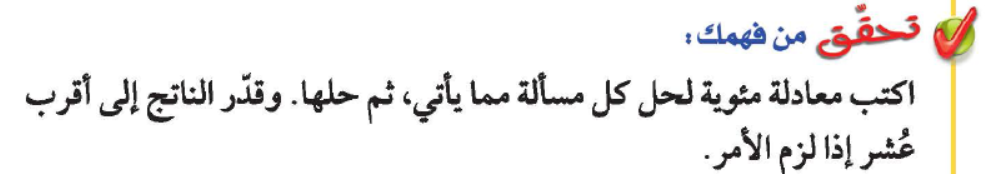 تحقّق من فهمك:
اكتب معادلة مئوية لحل كل مسألة مما يأتي، ثم حلها. وقدّر الناتج إلى أقرب
عُشر إذا لزم الأمر.